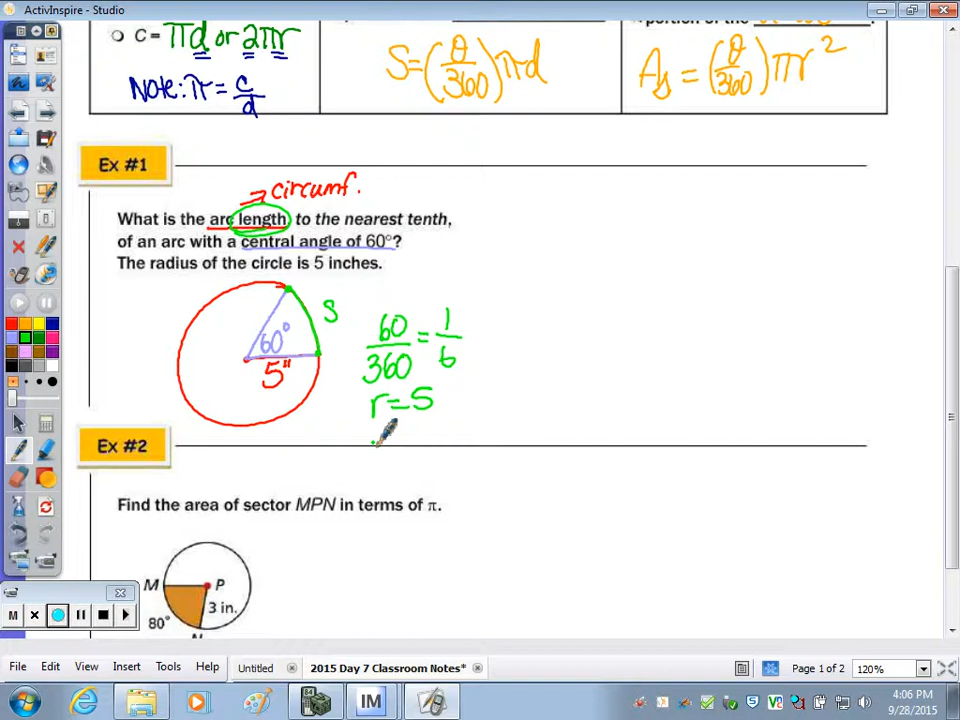 ActivInspire - Studio
C = πd or 2πr
Note: π = c/d
S = (θ/360) πd
portion of the
As = (θ/360) πr²
Ex #1
→ circumf.
What is the arc length to the nearest tenth,
of an arc with a central angle of 60°?
The radius of the circle is 5 inches.
S
60°
5"
60/360 = 1/6
r = 5
Ex #2
Find the area of sector MPN in terms of π.
M
P
3 in.
80°
N
M
File Edit View Insert Tools Help
Untitled
2015 Day 7 Classroom Notes*
Page 1 of 2
120%
IM
4:06 PM
9/28/2015